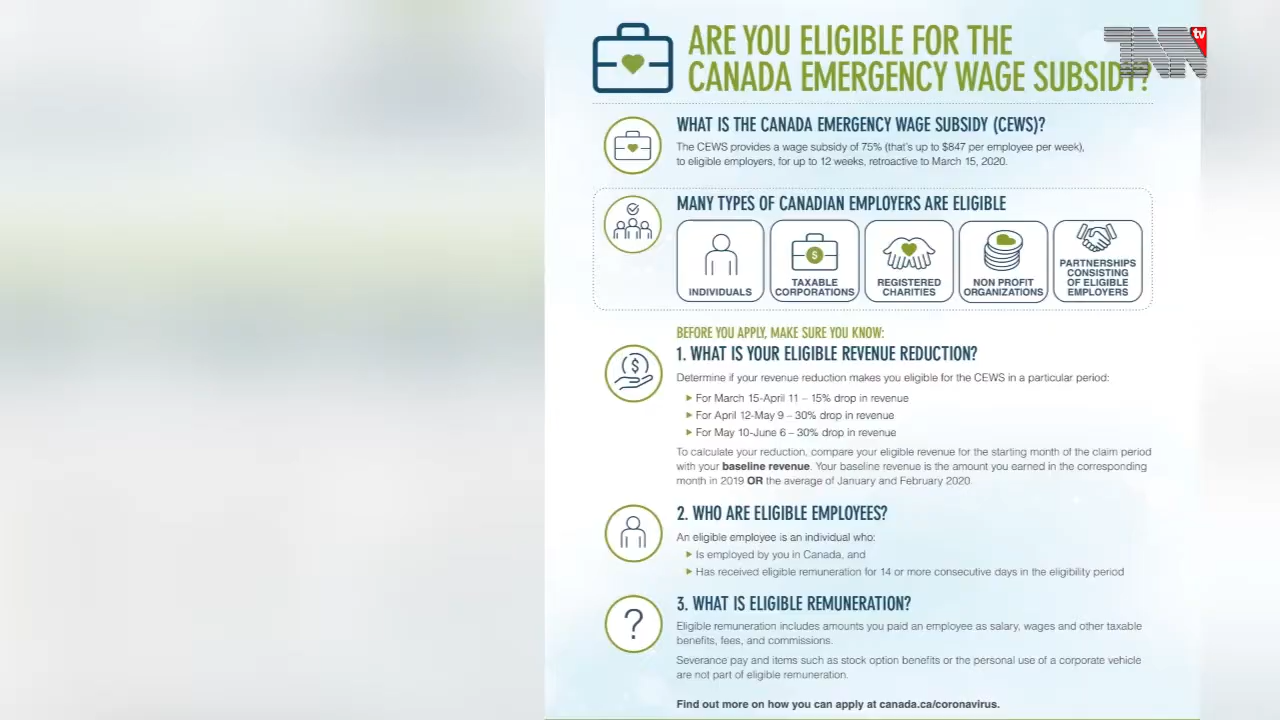 ARE YOU ELIGIBLE FOR THE
CANADA EMERGENCY WAGE SUBSIDY?
TNN tv
WHAT IS THE CANADA EMERGENCY WAGE SUBSIDY (CEWS)?
The CEWS provides a wage subsidy of 75% (that's up to $847 per employee per week),
to eligible employers, for up to 12 weeks, retroactive to March 15, 2020.
MANY TYPES OF CANADIAN EMPLOYERS ARE ELIGIBLE
INDIVIDUALS
$
TAXABLE
CORPORATIONS
REGISTERED
CHARITIES
NON PROFIT
ORGANIZATIONS
PARTNERSHIPS
CONSISTING
OF ELIGIBLE
EMPLOYERS
BEFORE YOU APPLY, MAKE SURE YOU KNOW:
$
1. WHAT IS YOUR ELIGIBLE REVENUE REDUCTION?
Determine if your revenue reduction makes you eligible for the CEWS in a particular period:
For March 15-April 11 – 15% drop in revenue
For April 12-May 9 – 30% drop in revenue
For May 10-June 6 – 30% drop in revenue
To calculate your reduction, compare your eligible revenue for the starting month of the claim period
with your baseline revenue. Your baseline revenue is the amount you earned in the corresponding
month in 2019 OR the average of January and February 2020.
2. WHO ARE ELIGIBLE EMPLOYEES?
An eligible employee is an individual who:
Is employed by you in Canada, and
Has received eligible remuneration for 14 or more consecutive days in the eligibility period
?
3. WHAT IS ELIGIBLE REMUNERATION?
Eligible remuneration includes amounts you paid an employee as salary, wages and other taxable
benefits, fees, and commissions.
Severance pay and items such as stock option benefits or the personal use of a corporate vehicle
are not part of eligible remuneration.
Find out more on how you can apply at canada.ca/coronavirus.